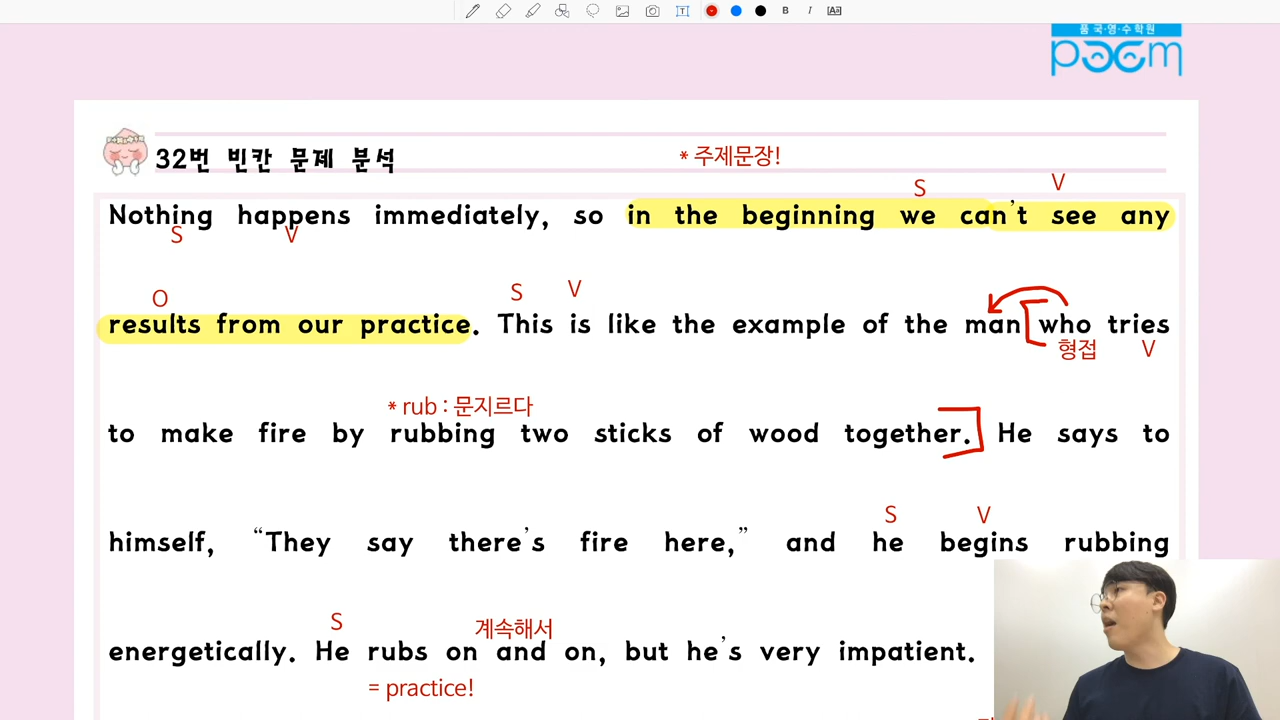 B I Aa
품 국·영·수학원
poem
32번 빈칸 문제 분석
* 주제문장!
S V
Nothing happens immediately, so in the beginning we can't see any
S V
O S V
results from our practice. This is like the example of the man who tries
형접 V
* rub : 문지르다
to make fire by rubbing two sticks of wood together. He says to
S V
himself, “They say there's fire here,” and he begins rubbing
S 계속해서
energetically. He rubs on and on, but he's very impatient.
= practice!